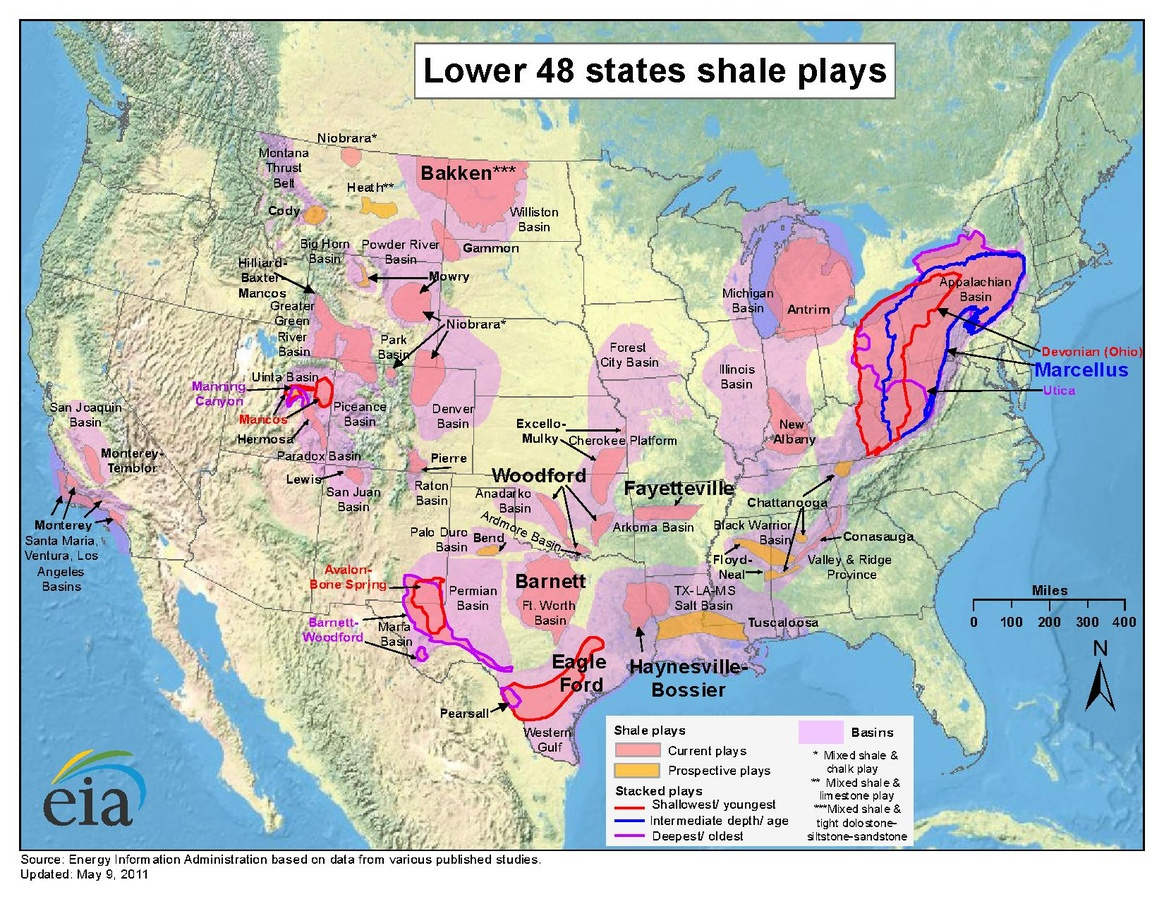 Lower 48 states shale plays
Niobrara*
Montana
Thrust
Belt
Bakken***
Heath**
Cody
Williston
Basin
Big Horn
Basin
Powder River
Basin
Gammon
Hilliard-
Baxter-
Mancos
Mowry
Greater
Green
River
Basin
Niobrara*
Park
Basin
Michigan
Basin
Antrim
Appalachian
Basin
Devonian (Ohio)
Marcellus
Utica
Forest
City Basin
Illinois
Basin
Uinta Basin
Manning
Canyon
Mancos
Piceance
Basin
Denver
Basin
San Joaquin
Basin
Hermosa
Excello-
Mulky
Cherokee Platform
New
Albany
Monterey-
Temblor
Paradox Basin
Pierre
Lewis
San Juan
Basin
Raton
Basin
Woodford
Anadarko
Basin
Fayetteville
Chattanooga
Monterey
Santa Maria,
Ventura, Los
Angeles
Basins
Palo Duro
Basin
Bend
Ardmore Basin
Arkoma Basin
Black Warrior
Basin
Conasauga
Floyd-
Neal
Valley & Ridge
Province
Avalon-
Bone Spring
Permian
Basin
Barnett
Ft. Worth
Basin
TX-LA-MS
Salt Basin
Tuscaloosa
Barnett-
Woodford
Marfa
Basin
Eagle
Ford
Haynesville-
Bossier
Pearsall
Western
Gulf
Miles
0 100 200 300 400
N
Shale plays
Current plays
Prospective plays
Stacked plays
Shallowest/ youngest
Intermediate depth/ age
Deepest/ oldest
Basins
* Mixed shale &
chalk play
** Mixed shale &
limestone play
***Mixed shale &
tight dolostone-
siltstone-sandstone
eia
Source: Energy Information Administration based on data from various published studies.
Updated: May 9, 2011